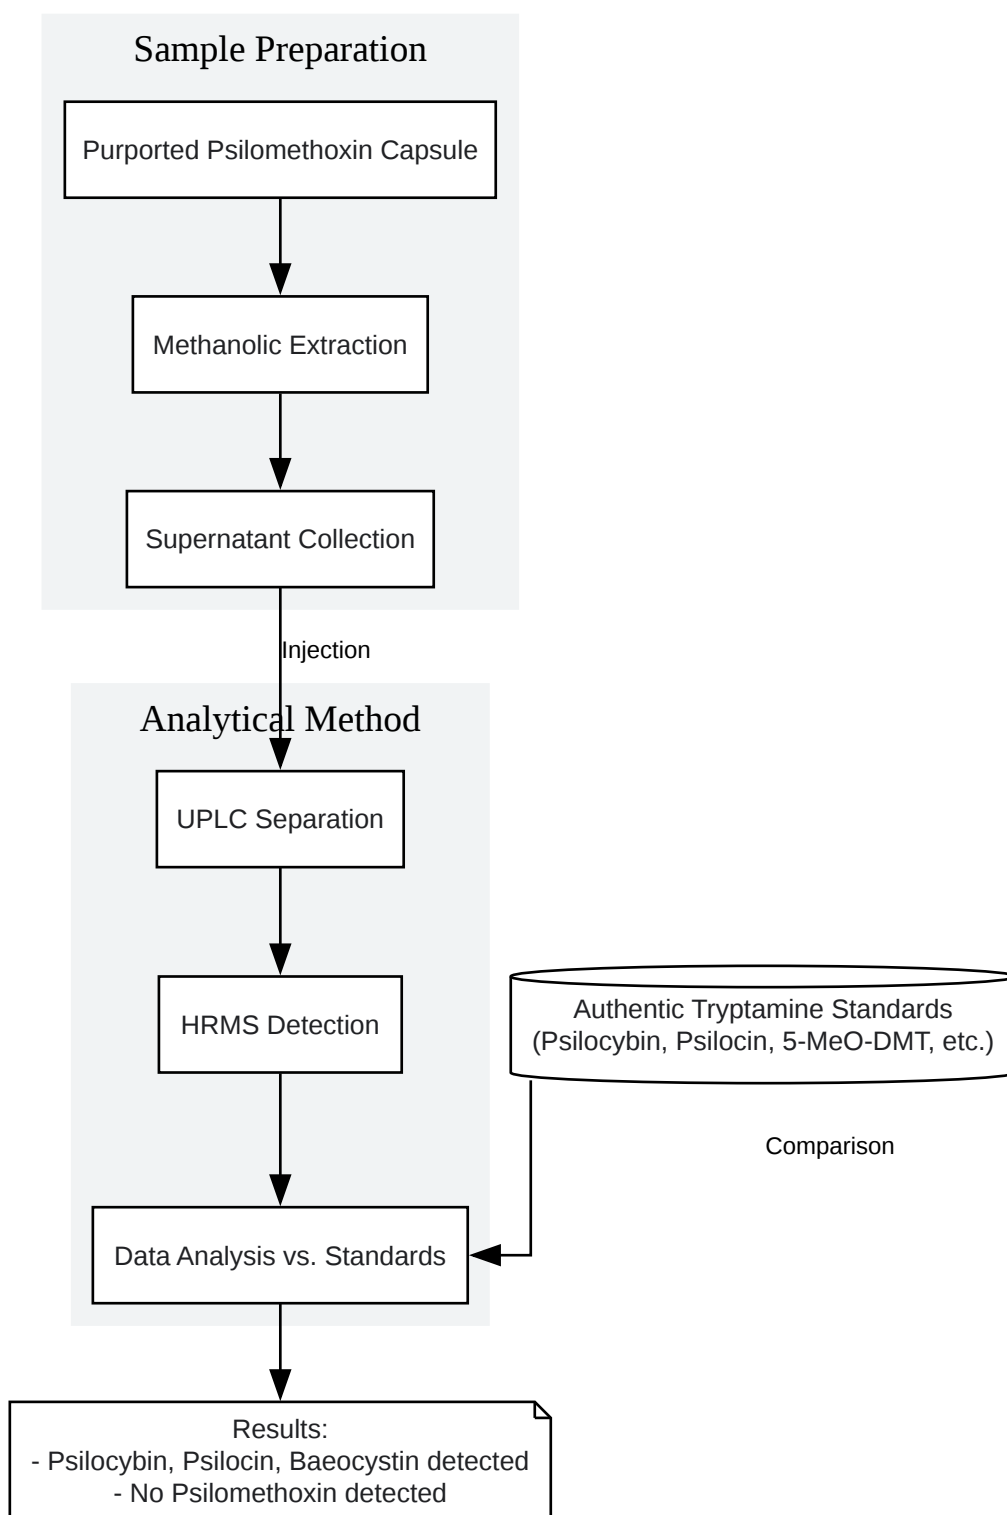 Sample Preparation
Purported Psilomethoxin Capsule
Methanolic Extraction
Supernatant Collection
Injection
Analytical Method
UPLC Separation
HRMS Detection
Authentic Tryptamine Standards
(Psilocybin, Psilocin, 5-MeO-DMT, etc.)
Comparison
Data Analysis vs. Standards
Results:
- Psilocybin, Psilocin, Baeocystin detected
- No Psilomethoxin detected